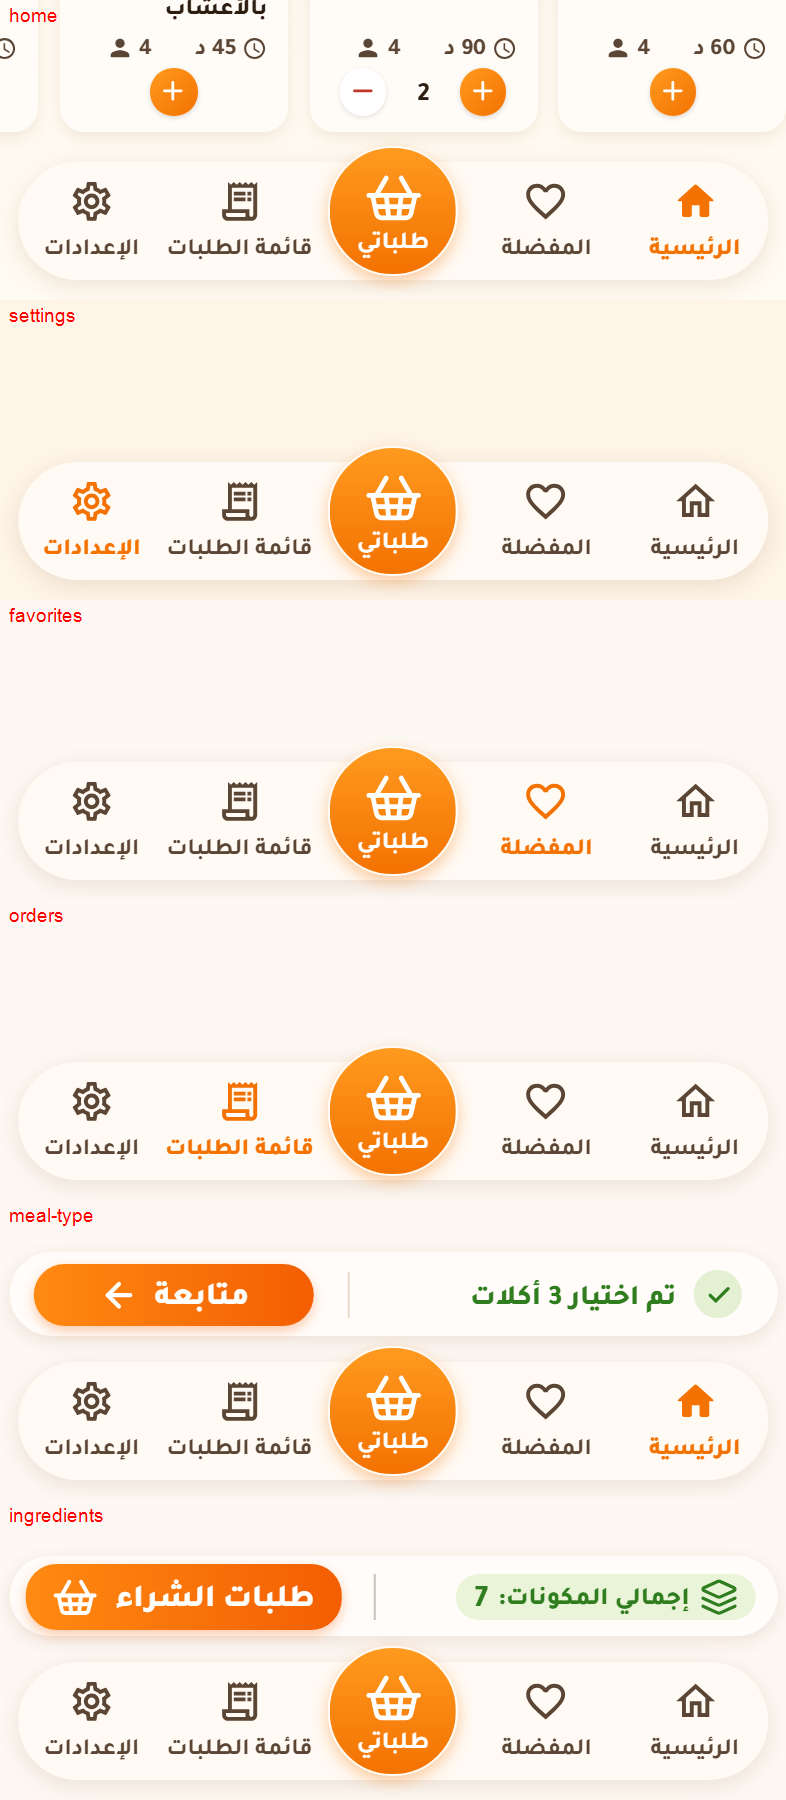 home
بالأعشاب
60 د 4
90 د 4
45 د 4
2
الرئيسية
المفضلة
طلباتي
قائمة الطلبات
الإعدادات
settings
الرئيسية
المفضلة
طلباتي
قائمة الطلبات
الإعدادات
favorites
الرئيسية
المفضلة
طلباتي
قائمة الطلبات
الإعدادات
orders
الرئيسية
المفضلة
طلباتي
قائمة الطلبات
الإعدادات
meal-type
تم اختيار 3 أكلات
متابعة
الرئيسية
المفضلة
طلباتي
قائمة الطلبات
الإعدادات
ingredients
إجمالي المكونات: 7
طلبات الشراء
الرئيسية
المفضلة
طلباتي
قائمة الطلبات
الإعدادات